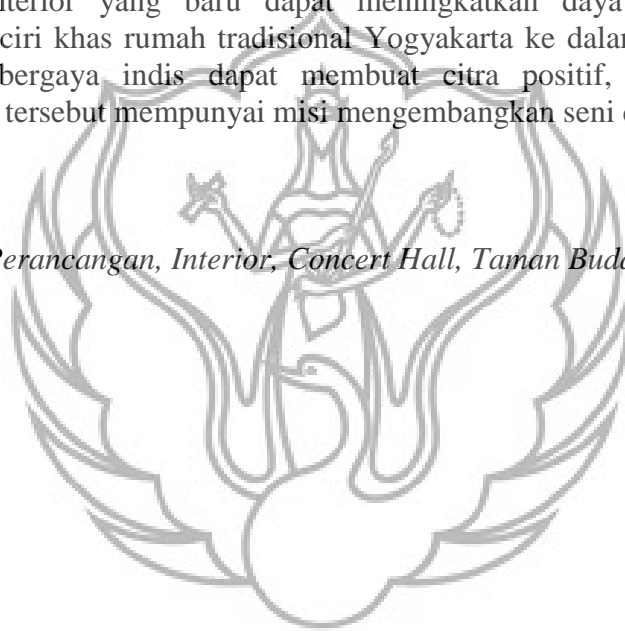 nterior yang baru dapat meningkatkan daya
ciri khas rumah tradisional Yogyakarta ke dalam
bergaya indis dapat membuat citra positif,
tersebut mempunyai misi mengembangkan seni
Perancangan, Interior, Concert Hall, Taman Buda